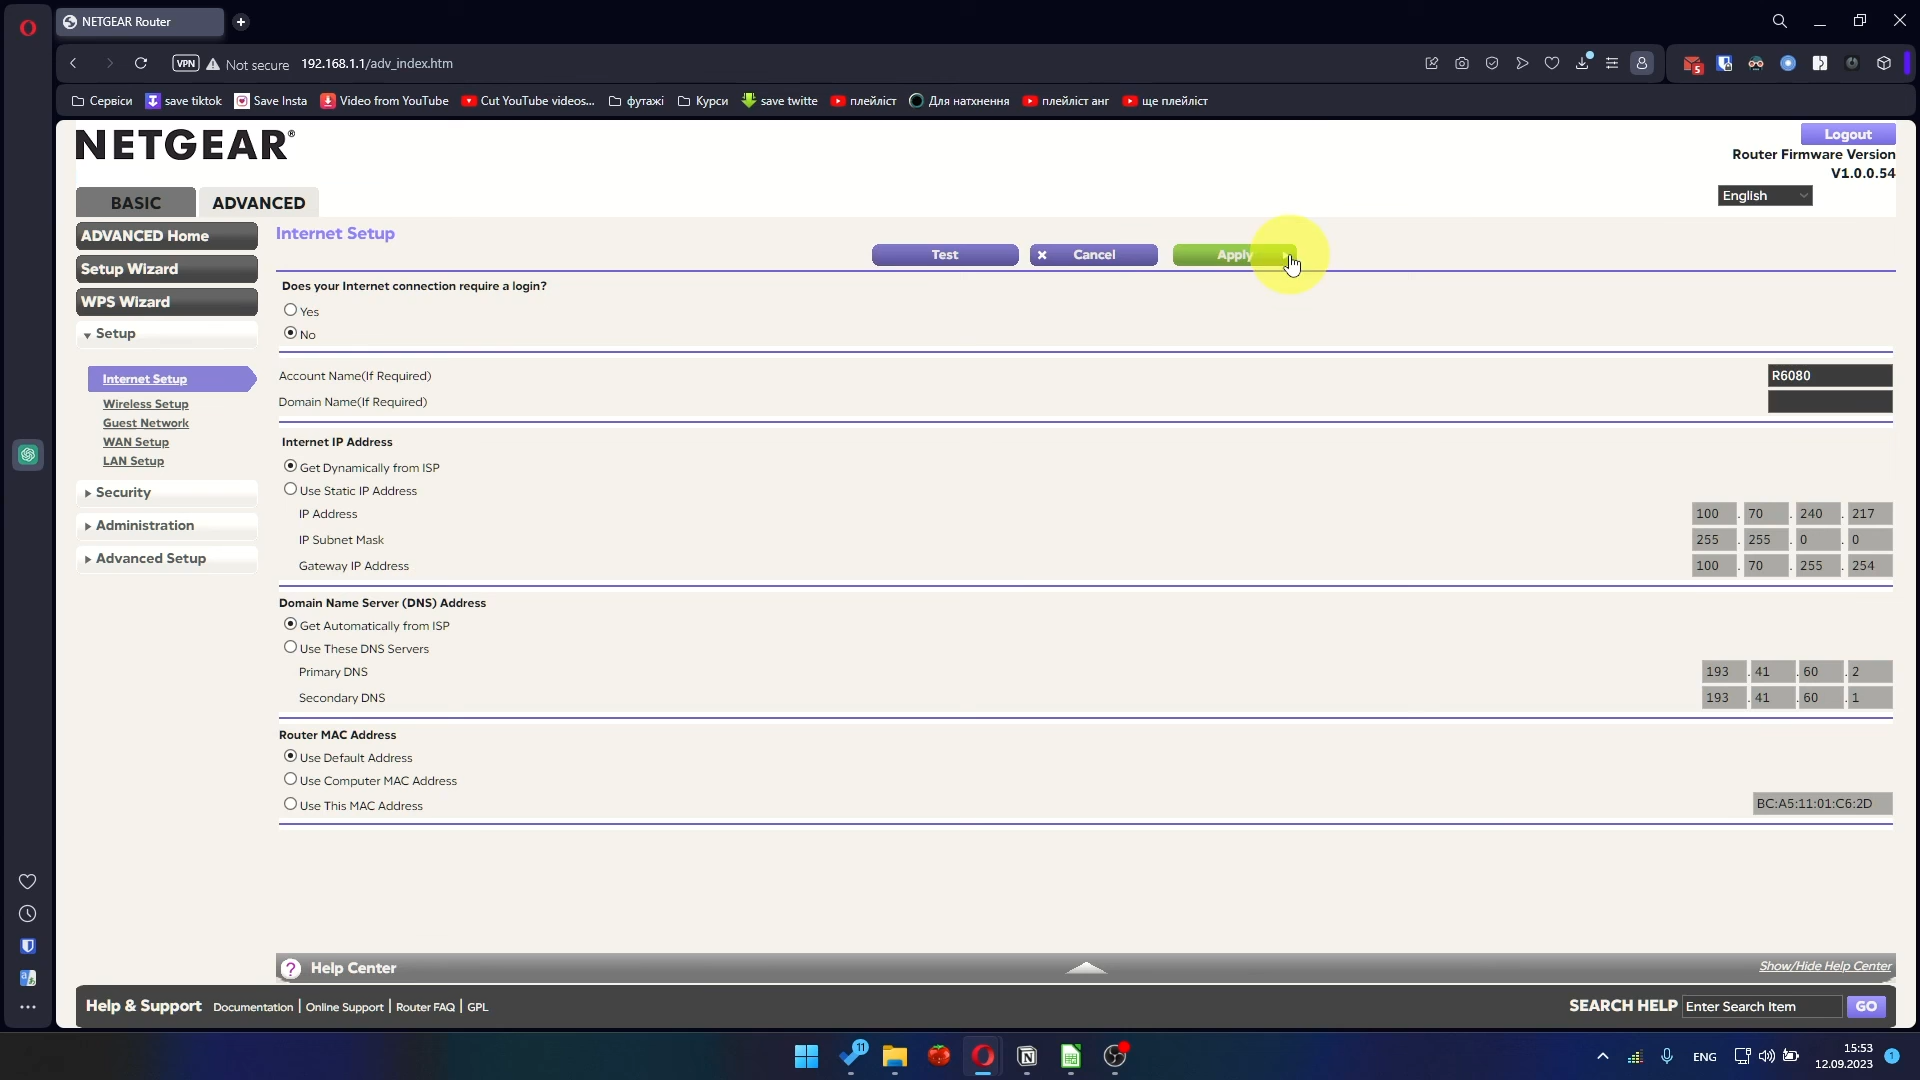 NETGEAR Router
VPN Not secure 192.168.1.1/adv_index.htm
5
Сервіси save tiktok Save Insta Video from YouTube Cut YouTube videos... футажі Курси save twitte плейліст Для натхнення плейліст анг ще плейліст
NETGEAR®
Logout
Router Firmware Version
V1.0.0.54
English
BASIC ADVANCED
ADVANCED Home
Setup Wizard
WPS Wizard
Setup
Internet Setup
Wireless Setup
Guest Network
WAN Setup
LAN Setup
Security
Administration
Advanced Setup
Internet Setup
Test Cancel Apply
Does your Internet connection require a login?
Yes
No
Account Name(If Required) R6080
Domain Name(If Required)
Internet IP Address
Get Dynamically from ISP
Use Static IP Address
IP Address 100 . 70 . 240 . 217
IP Subnet Mask 255 . 255 . 0 . 0
Gateway IP Address 100 . 70 . 255 . 254
Domain Name Server (DNS) Address
Get Automatically from ISP
Use These DNS Servers
Primary DNS 193 . 41 . 60 . 2
Secondary DNS 193 . 41 . 60 . 1
Router MAC Address
Use Default Address
Use Computer MAC Address
Use This MAC Address BC:A5:11:01:C6:2D
? Help Center Show/Hide Help Center
Help & Support Documentation | Online Support | Router FAQ | GPL SEARCH HELP Enter Search Item GO
11
ENG
15:53
12.09.2023
1